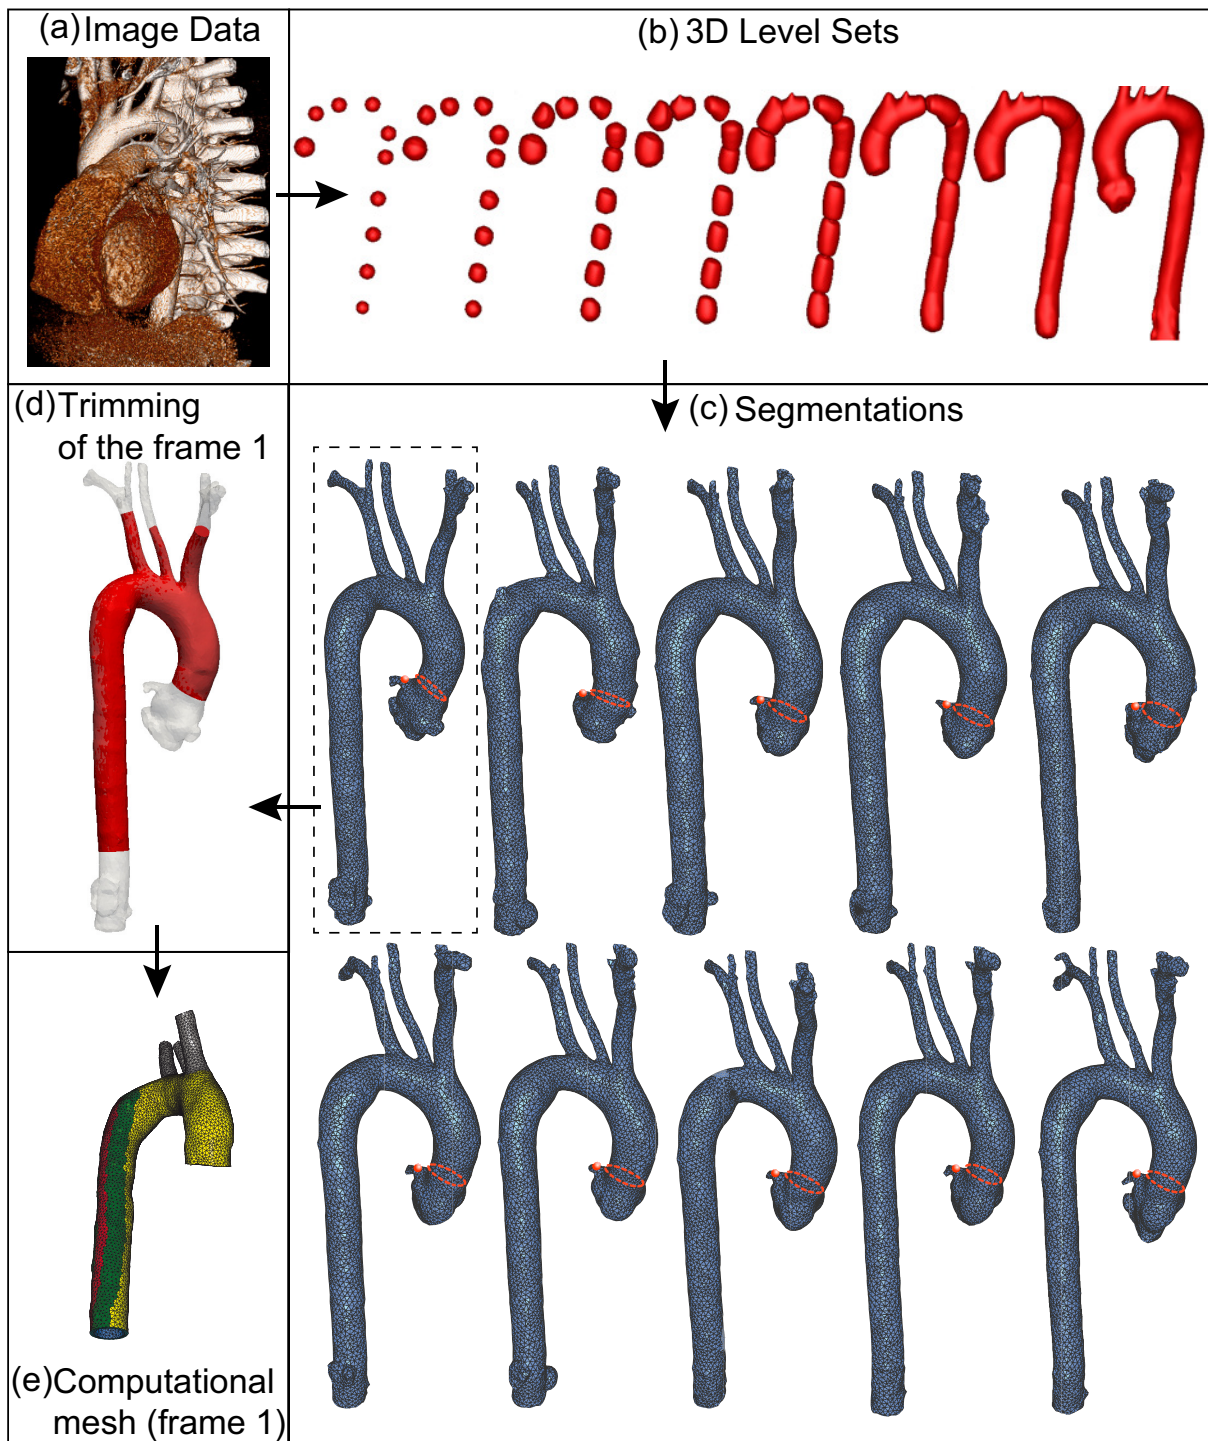 (a) Image Data
(b) 3D Level Sets
(c) Segmentations
(d) Trimming
of the frame 1
(e) Computational
mesh (frame 1)